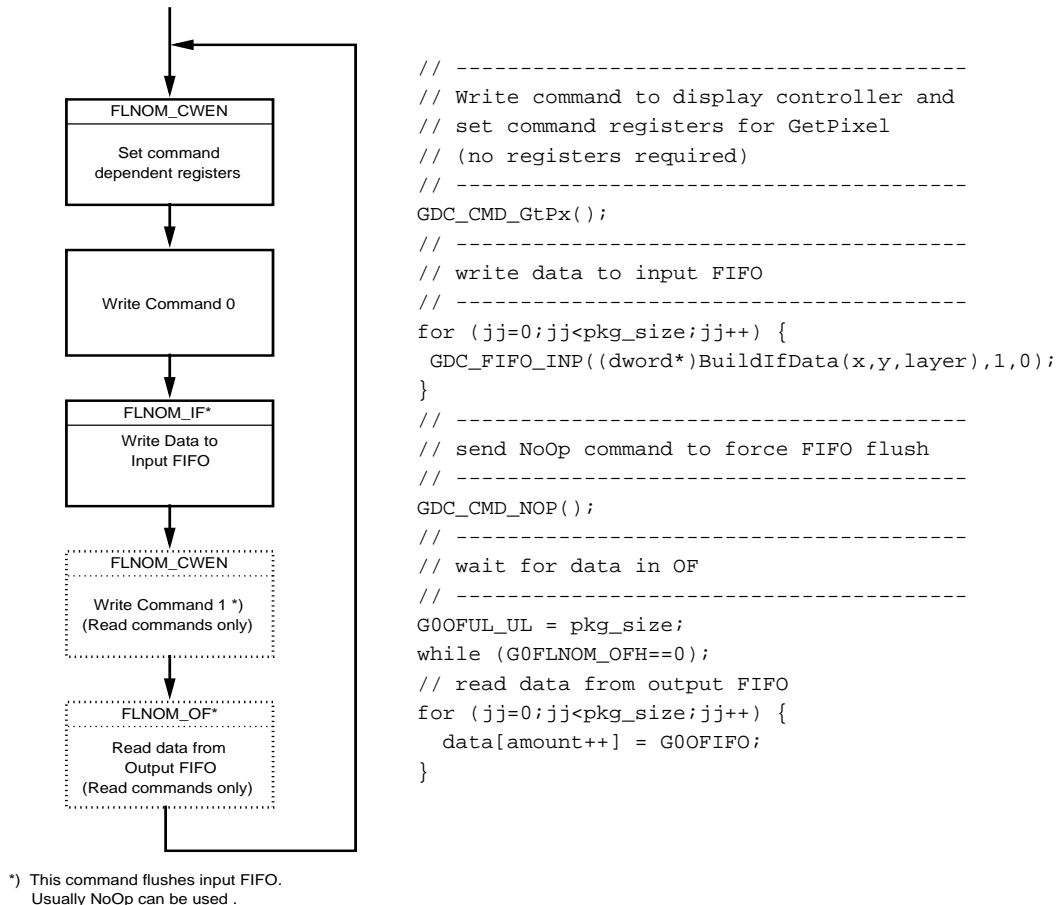 FLNOM_CWEN
Set command
dependent registers
Write Command 0
FLNOM_IF*
Write Data to
Input FIFO
FLNOM_CWEN
Write Command 1 *)
(Read commands only)
FLNOM_OF*
Read data from
Output FIFO
(Read commands only)
*) This command flushes input FIFO.
Usually NoOp can be used .
// ---------------------------------------
// Write command to display controller and
// set command registers for GetPixel
// (no registers required)
// ---------------------------------------
GDC_CMD_GtPx();
// ---------------------------------------
// write data to input FIFO
// ---------------------------------------
for (jj=0;jj<pkg_size;jj++) {
GDC_FIFO_INP((dword*)BuildIfData(x,y,layer),1,0);
}
// ---------------------------------------
// send NoOp command to force FIFO flush
// ---------------------------------------
GDC_CMD_NOP();
// ---------------------------------------
// wait for data in OF
// ---------------------------------------
G0OFUL_UL = pkg_size;
while (G0FLNOM_OFH==0);
// read data from output FIFO
for (jj=0;jj<pkg_size;jj++) {
data[amount++] = G0OFIFO;
}